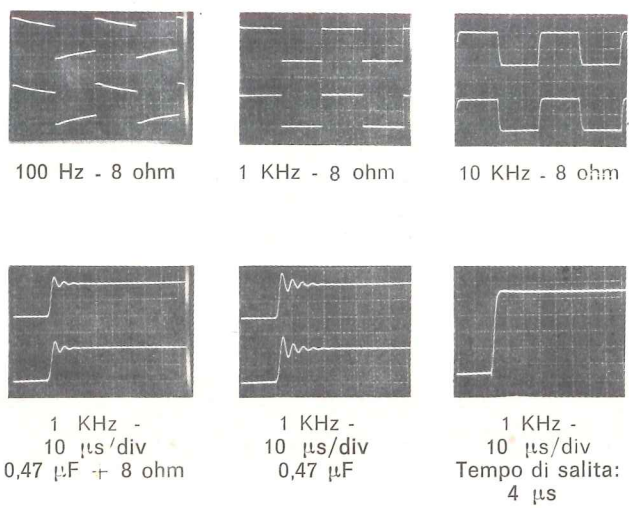 100 Hz - 8 ohm
1 KHz - 8 ohm
10 KHz - 8 ohm
1 KHz -
10 µs/div
0,47 µF + 8 ohm
1 KHz -
10 µs/div
0,47 µF
1 KHz -
10 µs/div
Tempo di salita:
4 µs